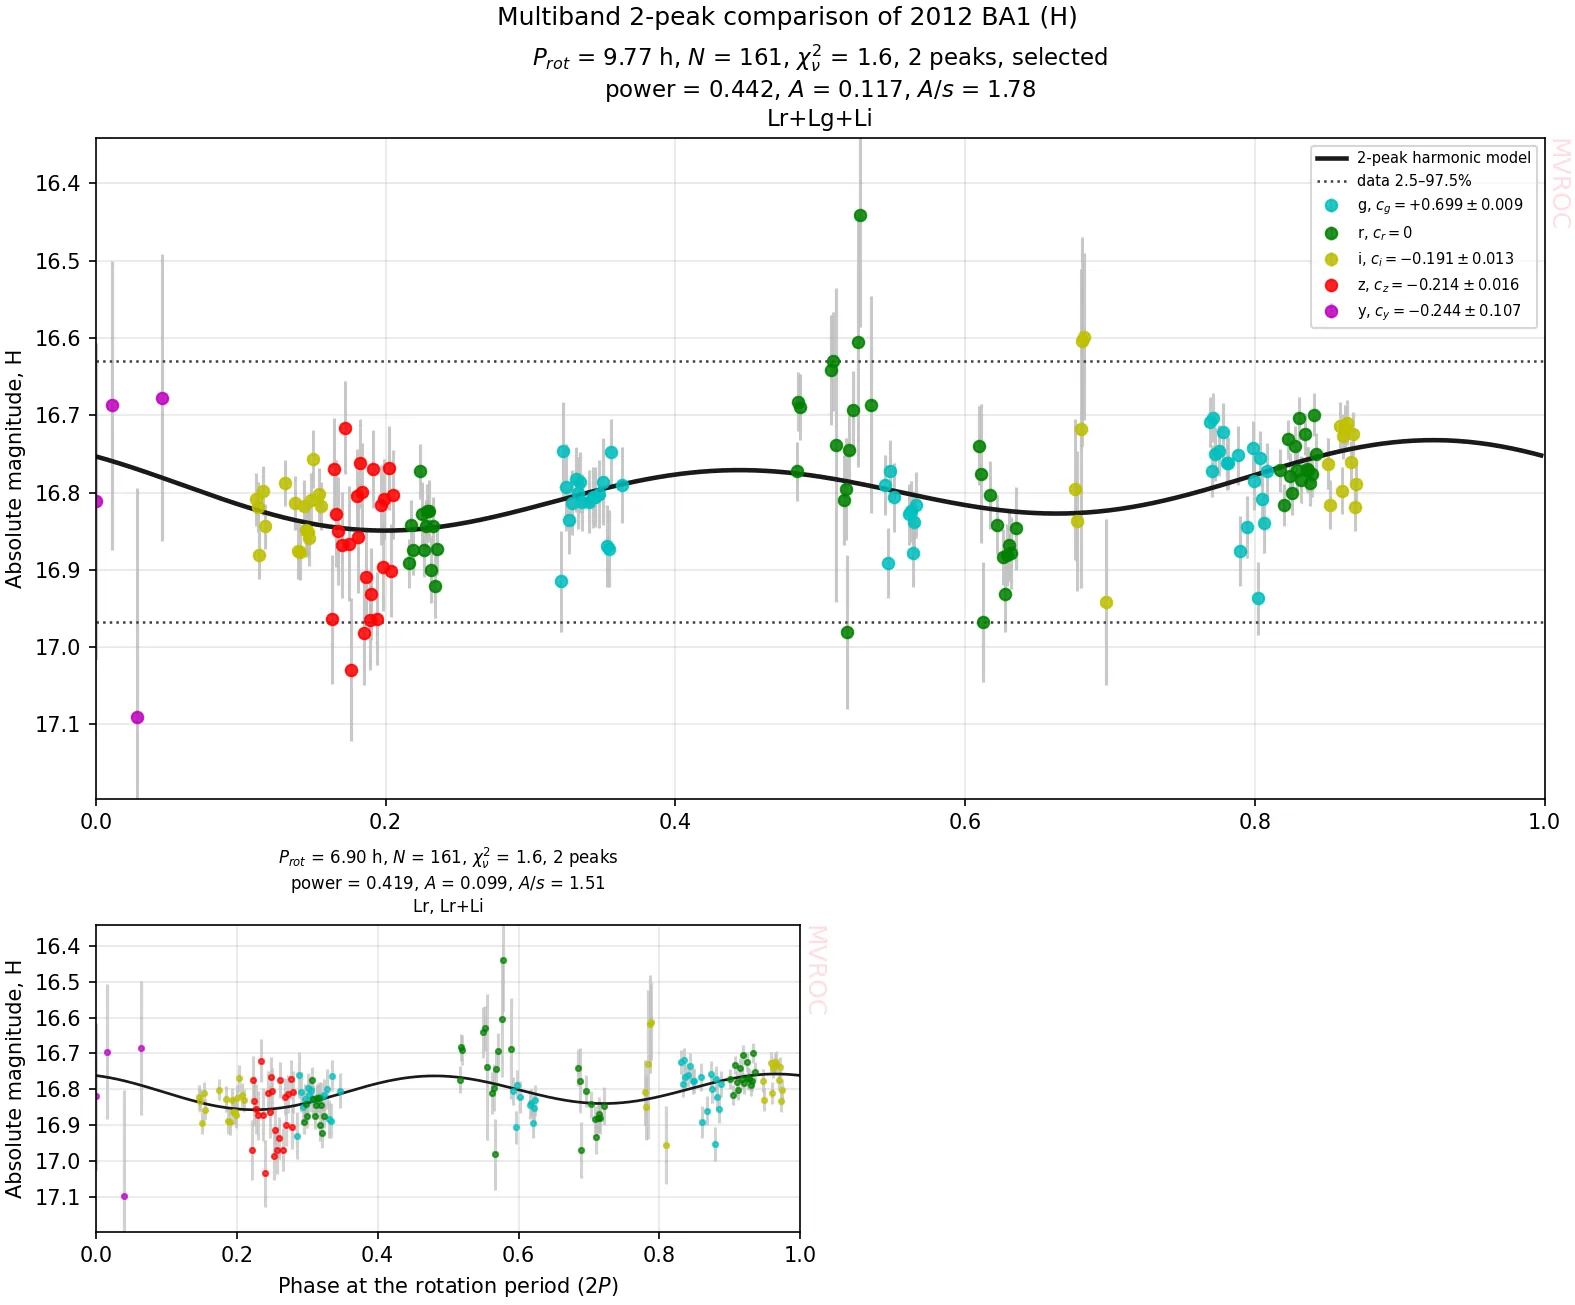 Multiband 2-peak comparison of 2012 BA1 (H)
P_rot = 9.77 h, N = 161, χ²_ν = 1.6, 2 peaks, selected
power = 0.442, A = 0.117, A/s = 1.78
Lr+Lg+Li
MVROC
2-peak harmonic model
data 2.5–97.5%
g, c_g = +0.699 ± 0.009
r, c_r = 0
i, c_i = −0.191 ± 0.013
z, c_z = −0.214 ± 0.016
y, c_y = −0.244 ± 0.107
Absolute magnitude, H
16.4
16.5
16.6
16.7
16.8
16.9
17.0
17.1
0.0 0.2 0.4 0.6 0.8 1.0
P_rot = 6.90 h, N = 161, χ²_ν = 1.6, 2 peaks
power = 0.419, A = 0.099, A/s = 1.51
Lr, Lr+Li
MVROC
Absolute magnitude, H
16.4
16.5
16.6
16.7
16.8
16.9
17.0
17.1
0.0 0.2 0.4 0.6 0.8 1.0
Phase at the rotation period (2P)